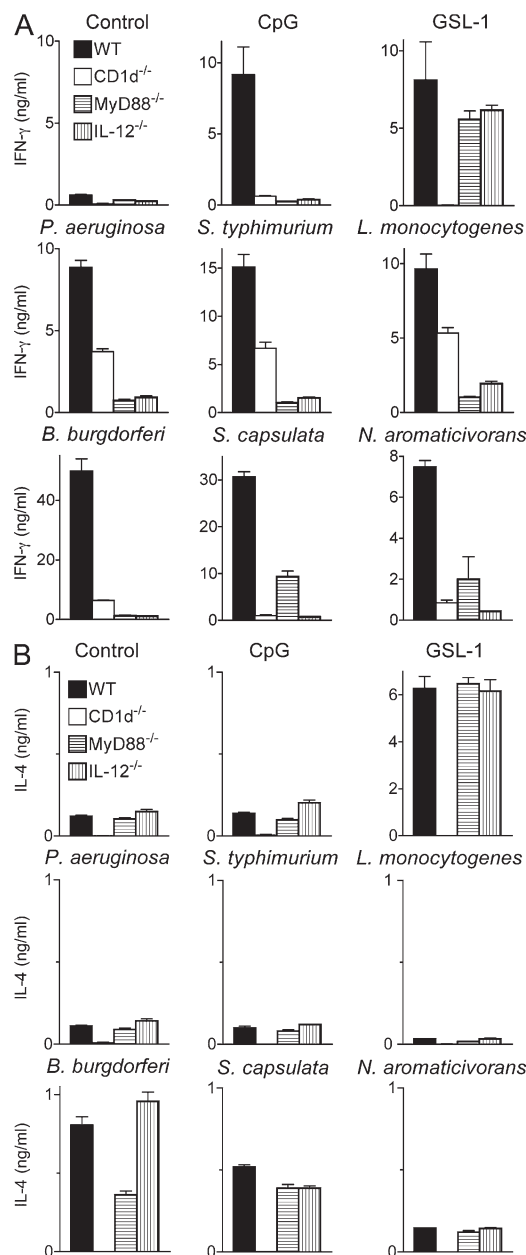 A
Control CpG GSL-1
WT
CD1d-/-
MyD88-/-
IL-12-/-
IFN-γ (ng/ml)
10
5
0
10
5
0
10
5
0
P. aeruginosa S. typhimurium L. monocytogenes
IFN-γ (ng/ml)
10
5
0
15
10
5
0
10
5
0
B. burgdorferi S. capsulata N. aromaticivorans
IFN-γ (ng/ml)
40
20
0
30
20
10
0
8
6
4
2
0
B
Control CpG GSL-1
WT
CD1d-/-
MyD88-/-
IL-12-/-
IL-4 (ng/ml)
1
0
1
0
6
4
2
0
P. aeruginosa S. typhimurium L. monocytogenes
IL-4 (ng/ml)
1
0
1
0
1
0
B. burgdorferi S. capsulata N. aromaticivorans
IL-4 (ng/ml)
1
0
1
0
1
0